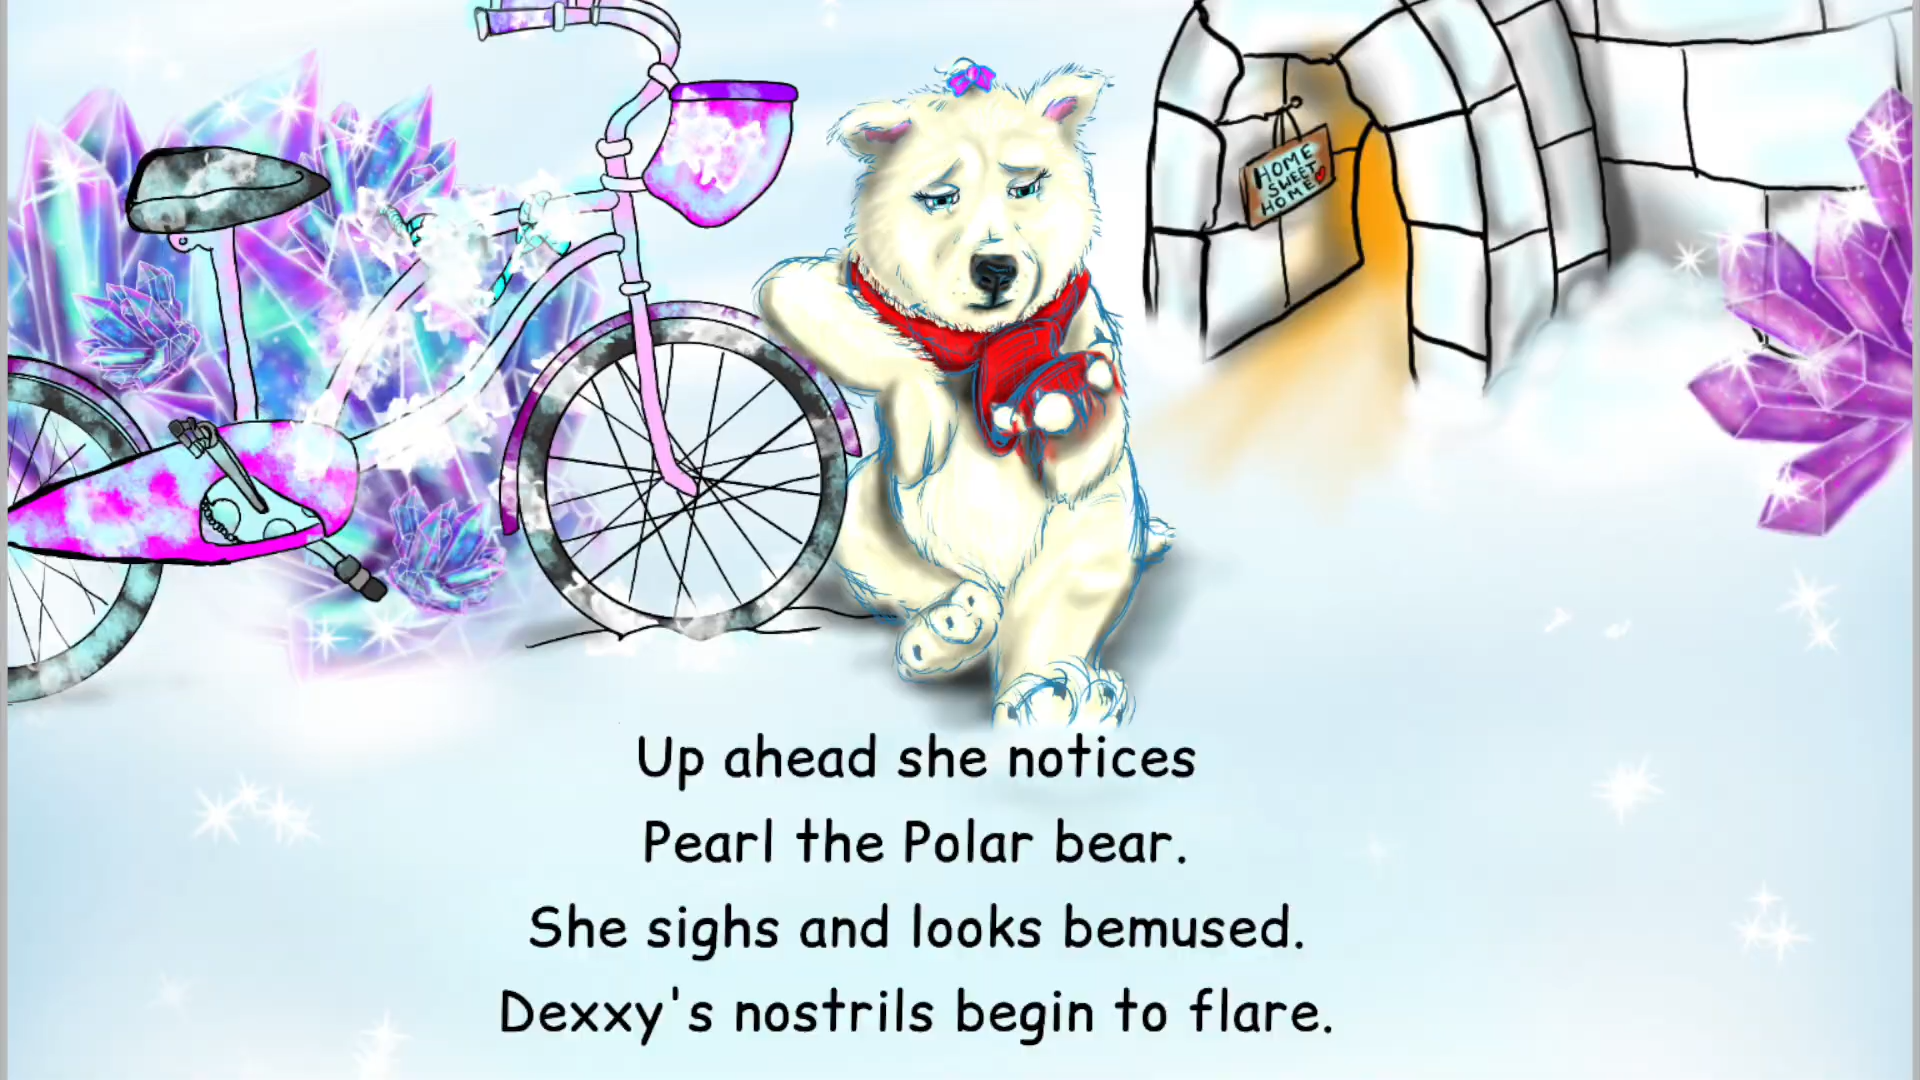 HOME
SWEET
HOME
Up ahead she notices
Pearl the Polar bear.
She sighs and looks bemused.
Dexxy's nostrils begin to flare.